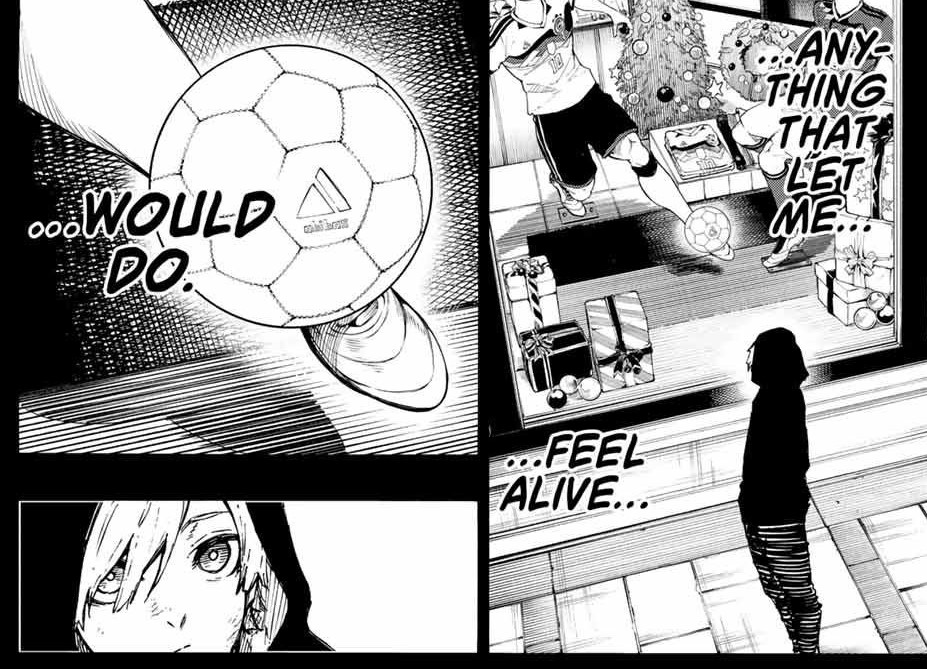 ...ANY-
THING
THAT
LET
ME...
...FEEL
ALIVE...
...WOULD
DO.